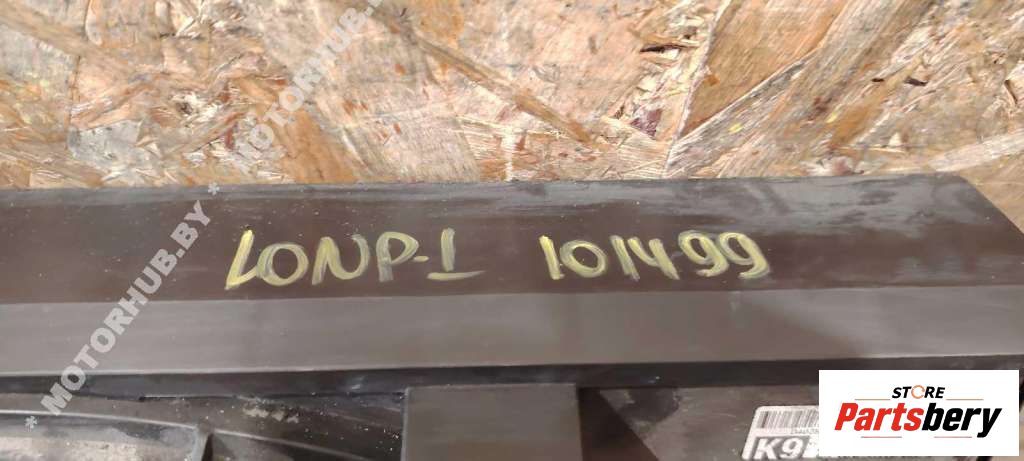 * MOTORHUB.BY * MOTORHUB.BY
LONP-1 101499
STORE
Partsbery
K9